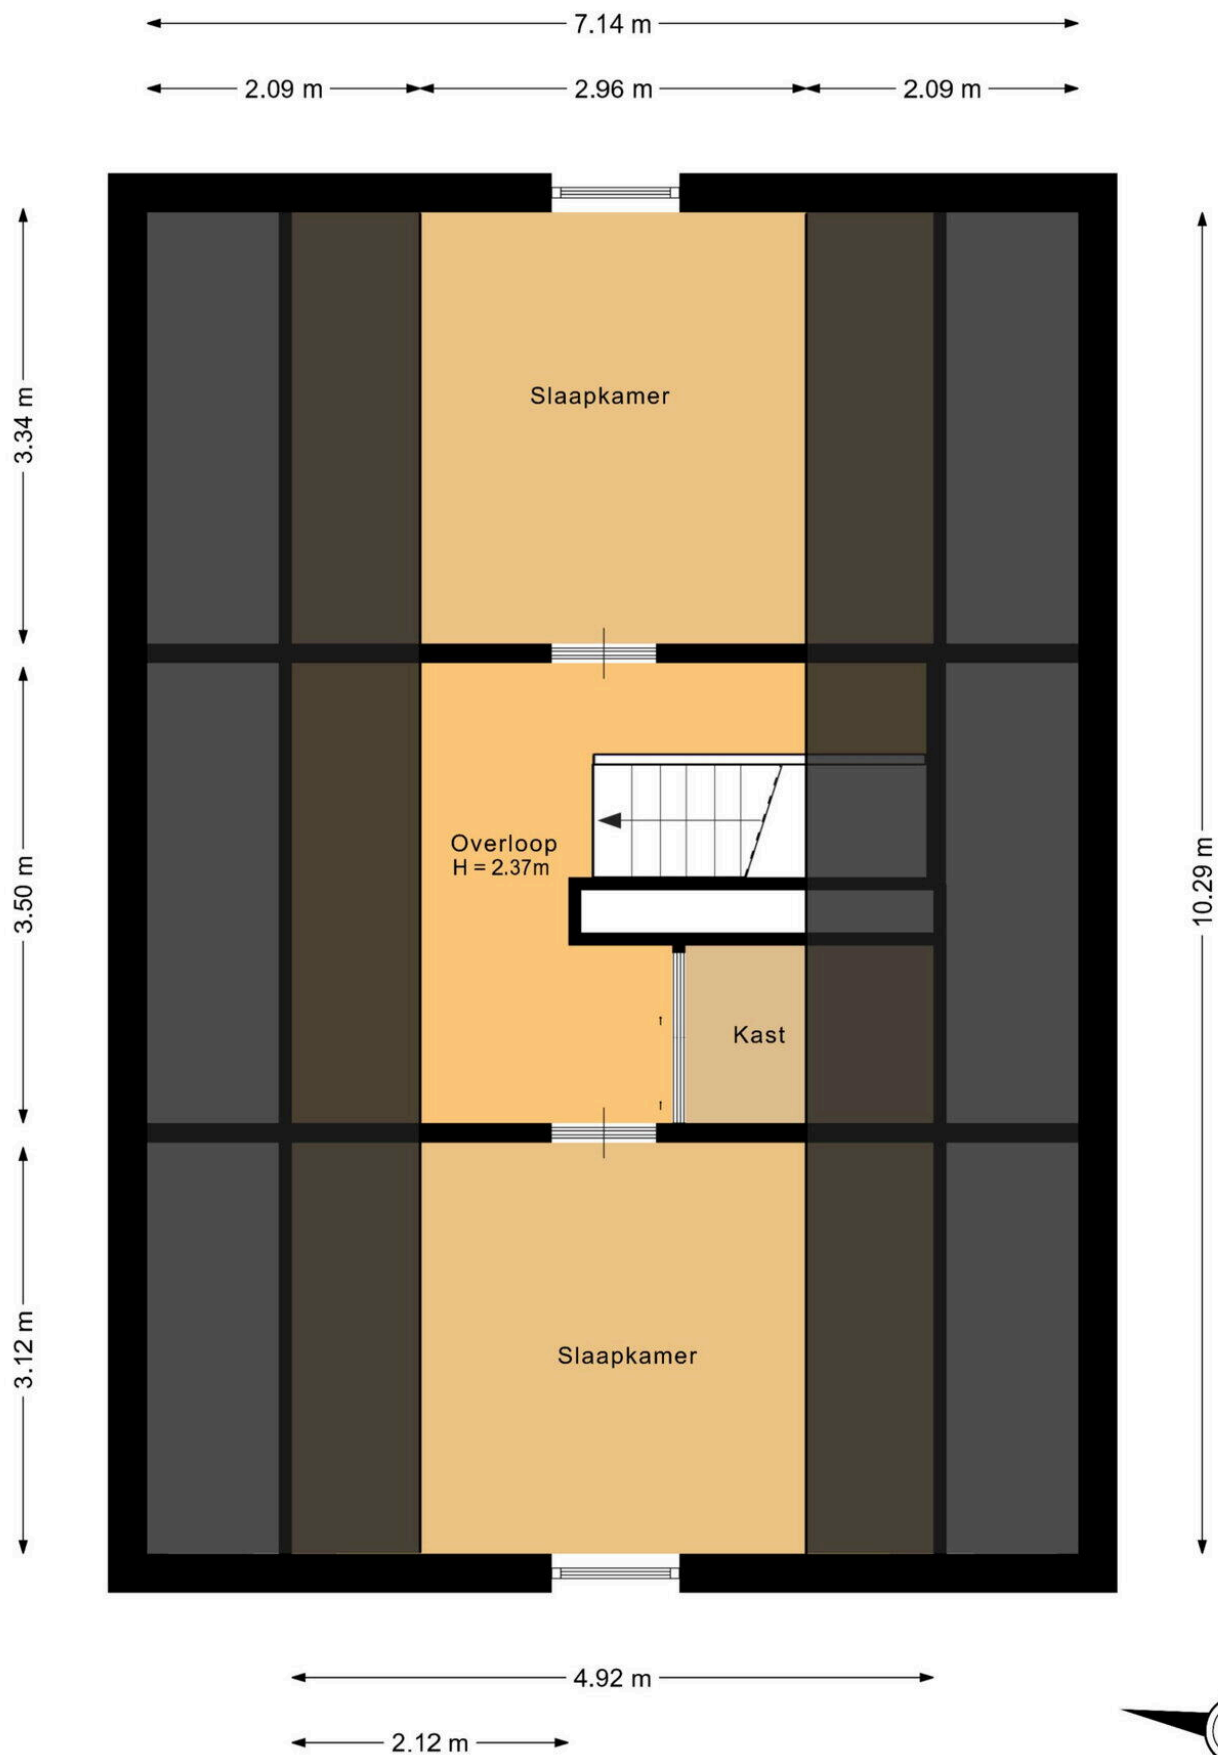 7.14 m
2.09 m
2.96 m
2.09 m
3.34 m
Slaapkamer
Overloop
H = 2.37m
3.50 m
10.29 m
Kast
3.12 m
Slaapkamer
4.92 m
2.12 m